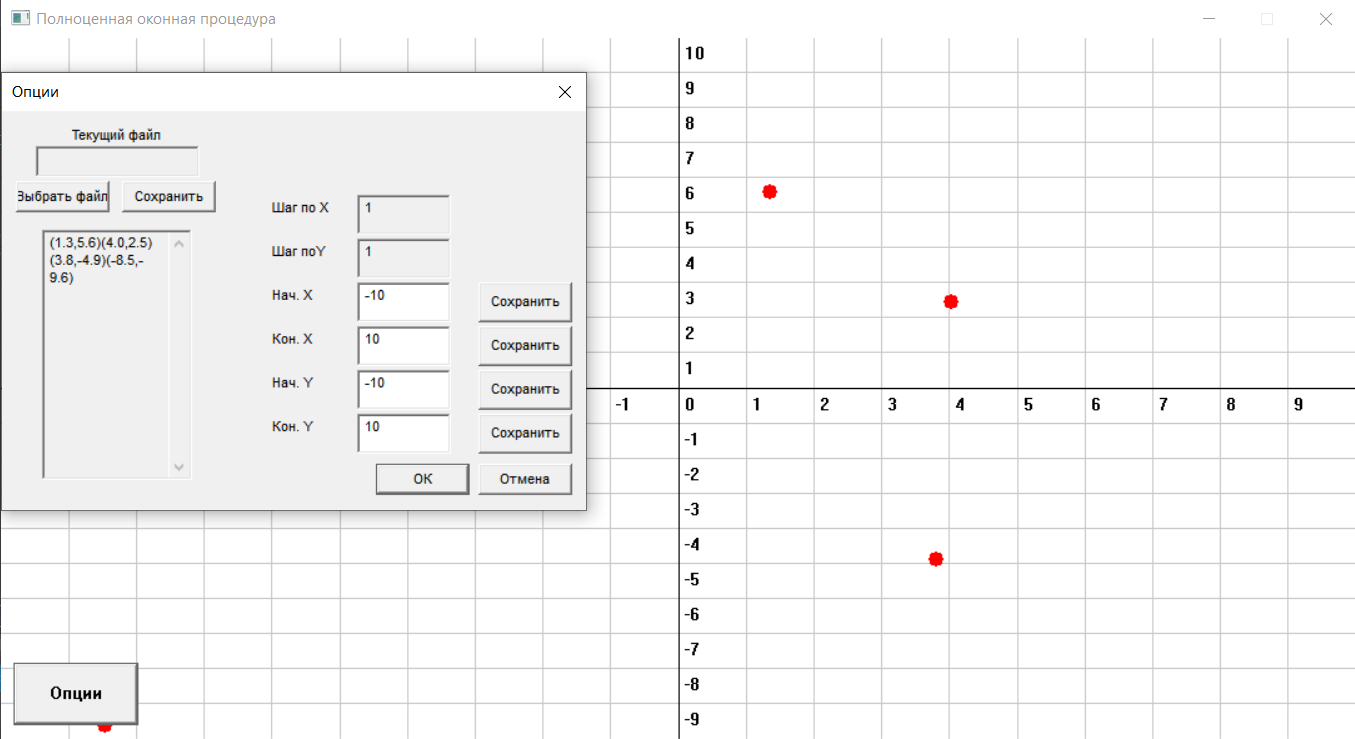 Полноценная оконная процедура
Опции
Текущий файл
Выбрать файл
Сохранить
(1.3,5.6)(4.0,2.5)
(3.8,-4.9)(-8.5,-
9.6)
Шаг по X
1
Шаг поY
1
Нач. X
-10
Сохранить
Кон. X
10
Сохранить
Нач. Y
-10
Сохранить
Кон. Y
10
Сохранить
OK
Отмена
10
9
8
7
6
5
4
3
2
1
-1
0
1
2
3
4
5
6
7
8
9
-1
-2
-3
-4
-5
-6
-7
-8
-9
Опции